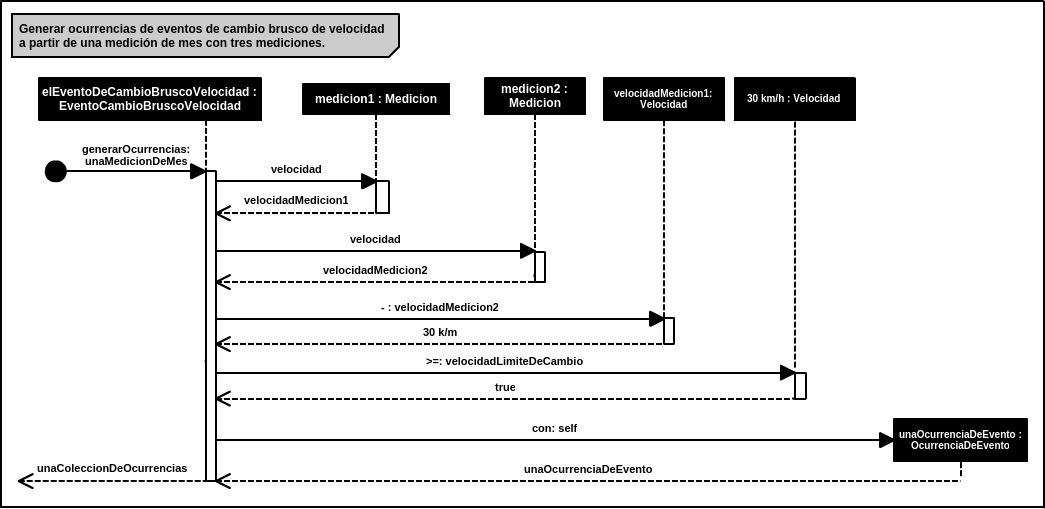 Generar ocurrencias de eventos de cambio brusco de velocidad
a partir de una medición de mes con tres mediciones.
elEventoDeCambioBruscoVelocidad :
EventoCambioBruscoVelocidad
medicion1 : Medicion
medicion2 :
Medicion
velocidadMedicion1:
Velocidad
30 km/h : Velocidad
generarOcurrencias:
unaMedicionDeMes
velocidad
velocidadMedicion1
velocidad
velocidadMedicion2
- : velocidadMedicion2
30 k/m
>=: velocidadLimiteDeCambio
true
con: self
unaOcurrenciaDeEvento :
OcurrenciaDeEvento
unaColeccionDeOcurrencias
unaOcurrenciaDeEvento